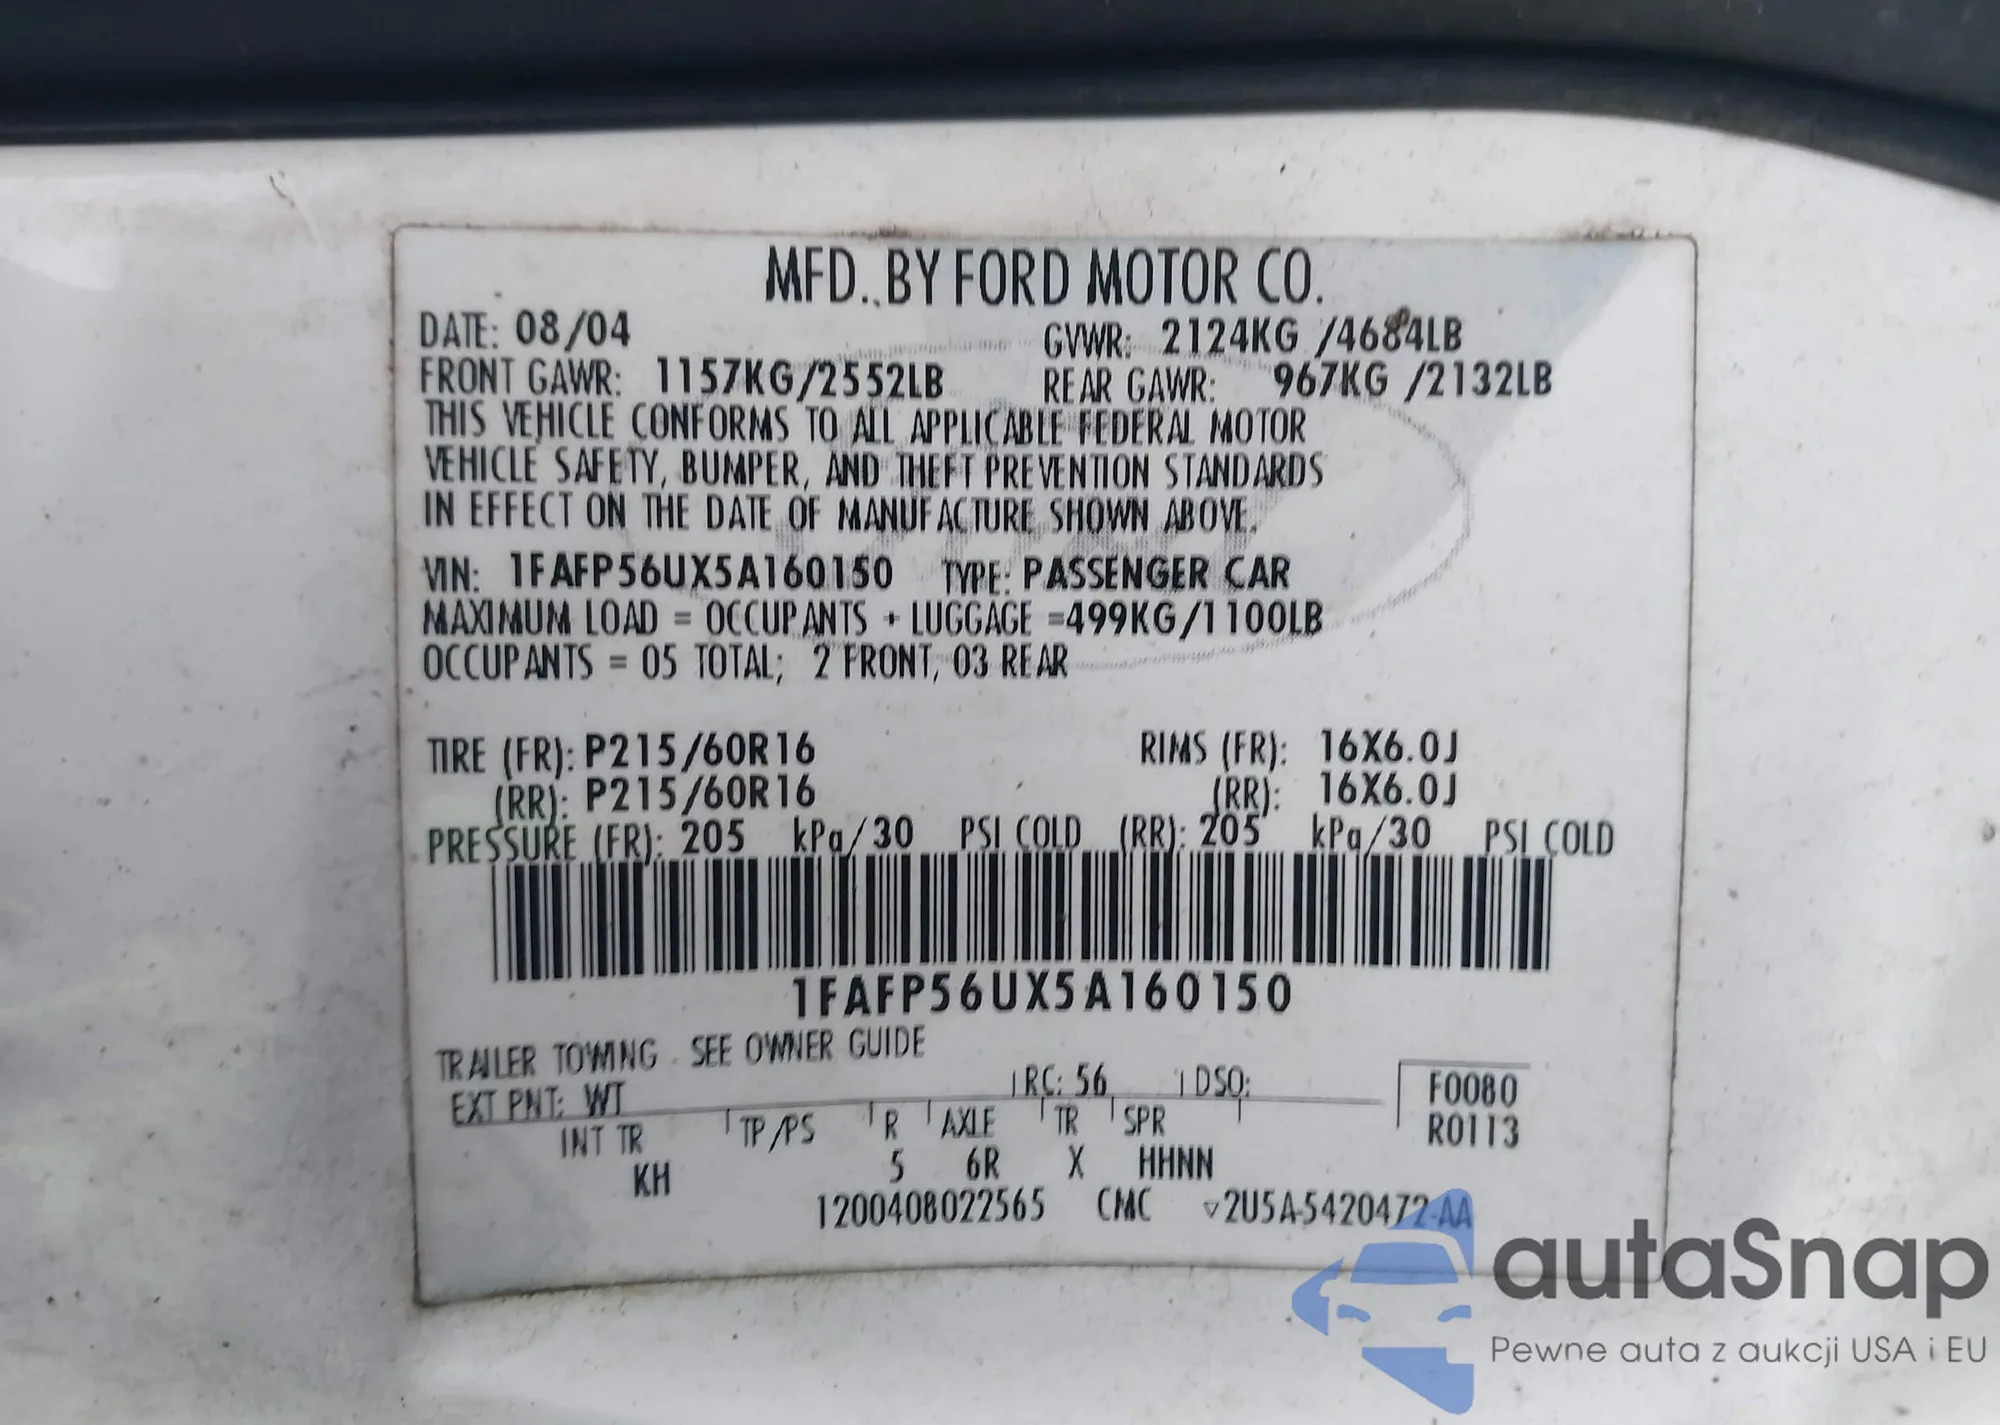 MFD. BY FORD MOTOR CO.
DATE: 08/04 GVWR: 2124KG /4684LB
FRONT GAWR: 1157KG/2552LB REAR GAWR: 967KG /2132LB
THIS VEHICLE CONFORMS TO ALL APPLICABLE FEDERAL MOTOR
VEHICLE SAFETY, BUMPER, AND THEFT PREVENTION STANDARDS
IN EFFECT ON THE DATE OF MANUFACTURE SHOWN ABOVE.
VIN: 1FAFP56UX5A160150 TYPE: PASSENGER CAR
MAXIMUM LOAD = OCCUPANTS + LUGGAGE =499KG/1100LB
OCCUPANTS = 05 TOTAL; 2 FRONT, 03 REAR
TIRE (FR): P215/60R16 RIMS (FR): 16X6.0J
(RR): P215/60R16 (RR): 16X6.0J
PRESSURE (FR): 205 kPa/30 PSI COLD (RR): 205 kPa/30 PSI COLD
1FAFP56UX5A160150
TRAILER TOWING - SEE OWNER GUIDE
EXT PNT: WT RC: 56 DSO: F0080
INT TR TP/PS R AXLE TR SPR R0113
KH 5 6R X HHNN
1200408022565 CMC ▿2U5A-5420472-AA
autaSnap
Pewne auta z aukcji USA i EU